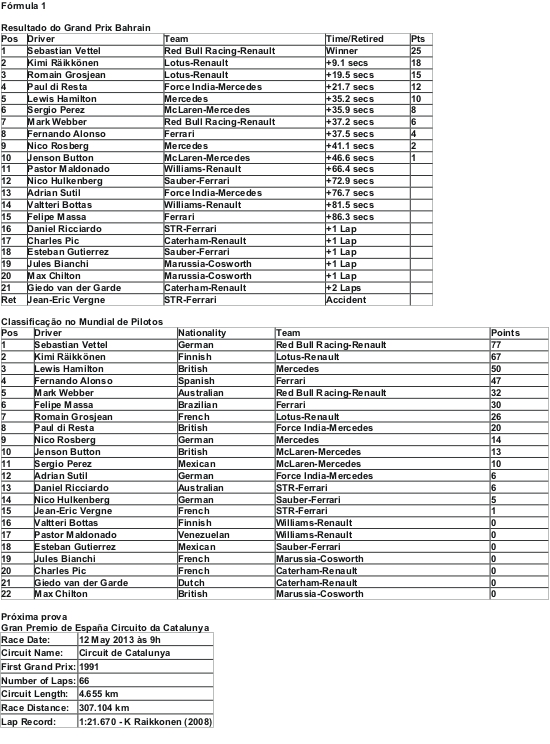 Fórmula 1
Resultado do Grand Prix Bahrain
Pos Driver Team Time/Retired Pts
1 Sebastian Vettel Red Bull Racing-Renault Winner 25
2 Kimi Räikkönen Lotus-Renault +9.1 secs 18
3 Romain Grosjean Lotus-Renault +19.5 secs 15
4 Paul di Resta Force India-Mercedes +21.7 secs 12
5 Lewis Hamilton Mercedes +35.2 secs 10
6 Sergio Perez McLaren-Mercedes +35.9 secs 8
7 Mark Webber Red Bull Racing-Renault +37.2 secs 6
8 Fernando Alonso Ferrari +37.5 secs 4
9 Nico Rosberg Mercedes +41.1 secs 2
10 Jenson Button McLaren-Mercedes +46.6 secs 1
11 Pastor Maldonado Williams-Renault +66.4 secs
12 Nico Hulkenberg Sauber-Ferrari +72.9 secs
13 Adrian Sutil Force India-Mercedes +76.7 secs
14 Valtteri Bottas Williams-Renault +81.5 secs
15 Felipe Massa Ferrari +86.3 secs
16 Daniel Ricciardo STR-Ferrari +1 Lap
17 Charles Pic Caterham-Renault +1 Lap
18 Esteban Gutierrez Sauber-Ferrari +1 Lap
19 Jules Bianchi Marussia-Cosworth +1 Lap
20 Max Chilton Marussia-Cosworth +1 Lap
21 Giedo van der Garde Caterham-Renault +2 Laps
Ret Jean-Eric Vergne STR-Ferrari Accident
Classificação no Mundial de Pilotos
Pos Driver Nationality Team Points
1 Sebastian Vettel German Red Bull Racing-Renault 77
2 Kimi Räikkönen Finnish Lotus-Renault 67
3 Lewis Hamilton British Mercedes 50
4 Fernando Alonso Spanish Ferrari 47
5 Mark Webber Australian Red Bull Racing-Renault 32
6 Felipe Massa Brazilian Ferrari 30
7 Romain Grosjean French Lotus-Renault 26
8 Paul di Resta British Force India-Mercedes 20
9 Nico Rosberg German Mercedes 14
10 Jenson Button British McLaren-Mercedes 13
11 Sergio Perez Mexican McLaren-Mercedes 10
12 Adrian Sutil German Force India-Mercedes 6
13 Daniel Ricciardo Australian STR-Ferrari 6
14 Nico Hulkenberg German Sauber-Ferrari 5
15 Jean-Eric Vergne French STR-Ferrari 1
16 Valtteri Bottas Finnish Williams-Renault 0
17 Pastor Maldonado Venezuelan Williams-Renault 0
18 Esteban Gutierrez Mexican Sauber-Ferrari 0
19 Jules Bianchi French Marussia-Cosworth 0
20 Charles Pic French Caterham-Renault 0
21 Giedo van der Garde Dutch Caterham-Renault 0
22 Max Chilton British Marussia-Cosworth 0
Próxima prova
Gran Premio de España Circuito da Catalunya
Race Date: 12 May 2013 às 9h
Circuit Name: Circuit de Catalunya
First Grand Prix: 1991
Number of Laps: 66
Circuit Length: 4.655 km
Race Distance: 307.104 km
Lap Record: 1:21.670 - K Raikkonen (2008)